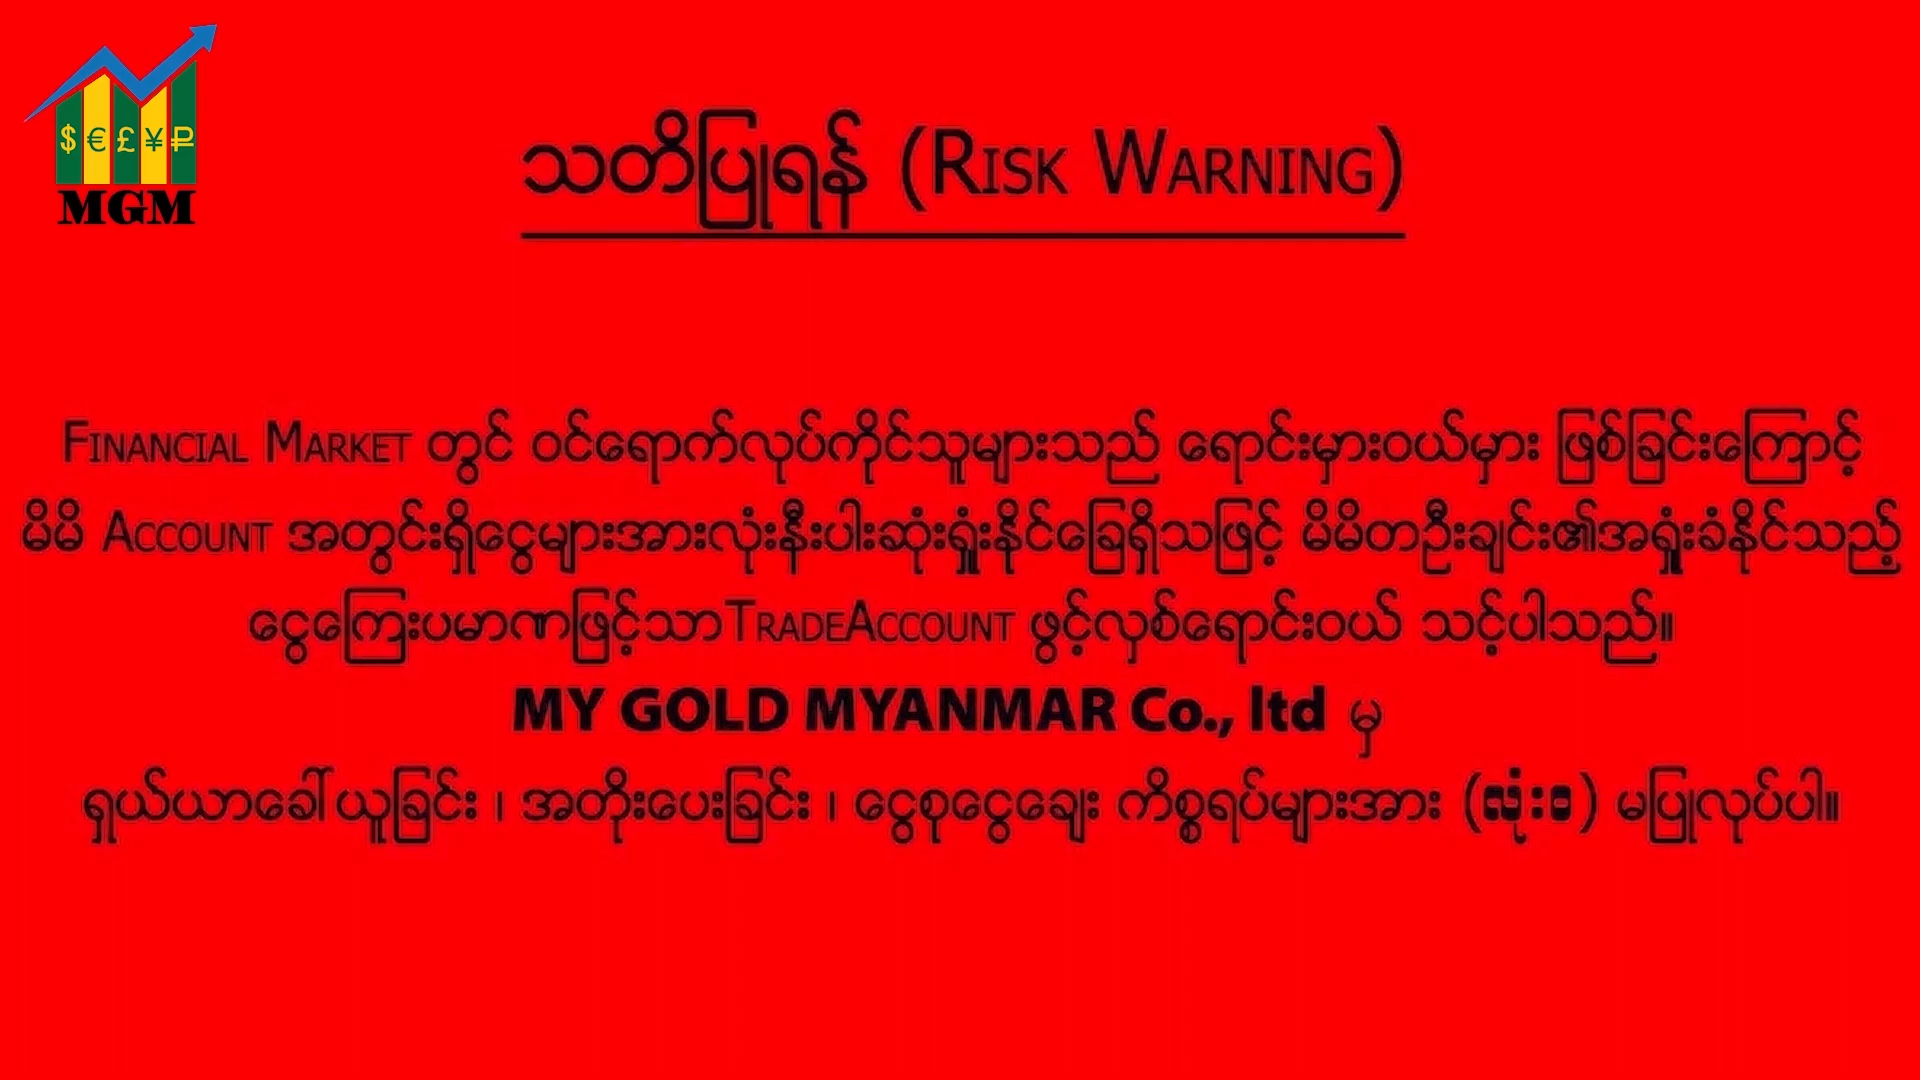 $€£¥₽
MGM
သတိပြုရန် (RISK WARNING)
FINANCIAL MARKET တွင် ဝင်ရောက်လုပ်ကိုင်သူများသည် ရောင်းမှားဝယ်မှား ဖြစ်ခြင်းကြောင့်
မိမိ ACCOUNT အတွင်းရှိငွေများအားလုံးနီးပါးဆုံးရှုံးနိုင်ခြေရှိသဖြင့် မိမိတဦးချင်း၏အရှုံးခံနိုင်သည့်
ငွေကြေးပမာဏဖြင့်သာTRADEACCOUNT ဖွင့်လှစ်ရောင်းဝယ် သင့်ပါသည်။
MY GOLD MYANMAR Co., ltd မှ
ရှယ်ယာခေါ်ယူခြင်း ၊ အတိုးပေးခြင်း ၊ ငွေစုငွေချေး ကိစ္စရပ်များအား (လုံးဝ) မပြုလုပ်ပါ။